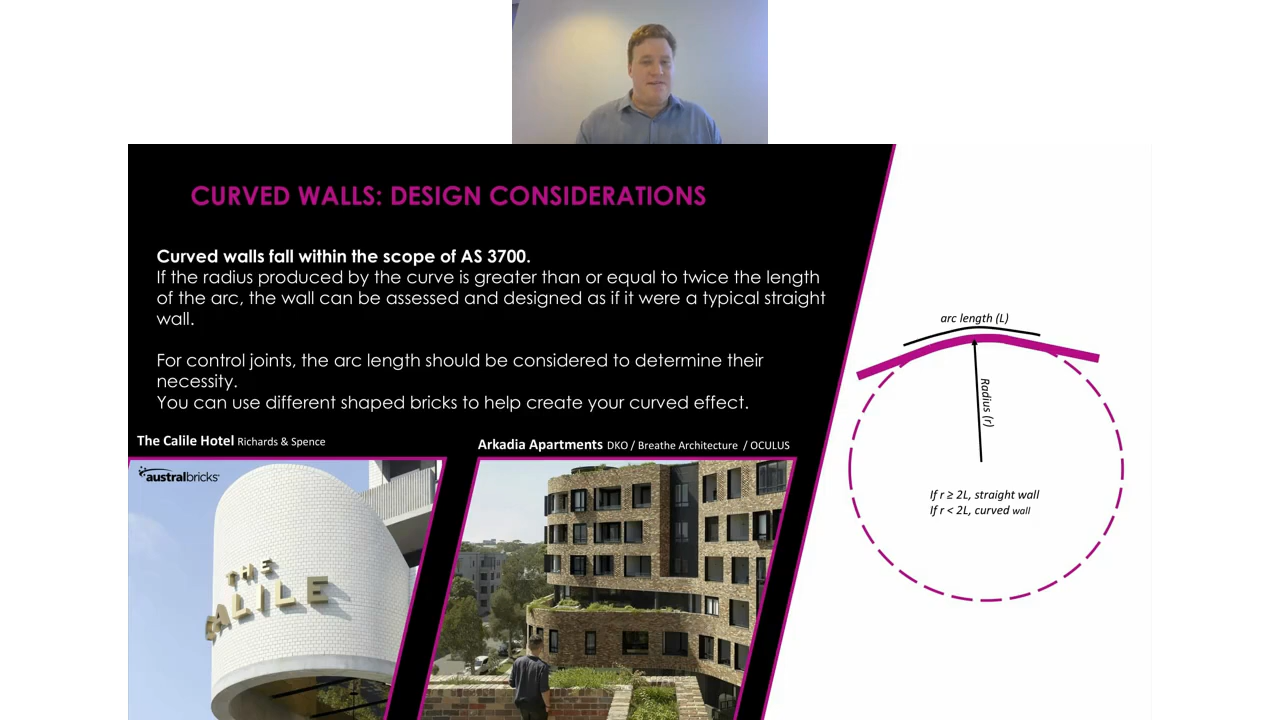 CURVED WALLS: DESIGN CONSIDERATIONS
Curved walls fall within the scope of AS 3700.
If the radius produced by the curve is greater than or equal to twice the length
of the arc, the wall can be assessed and designed as if it were a typical straight
wall.
For control joints, the arc length should be considered to determine their
necessity.
You can use different shaped bricks to help create your curved effect.
The Calile Hotel Richards & Spence
Arkadia Apartments DKO / Breathe Architecture / OCULUS
australbricks
THE
CALILE
arc length (L)
Radius (r)
If r ≥ 2L, straight wall
If r < 2L, curved wall